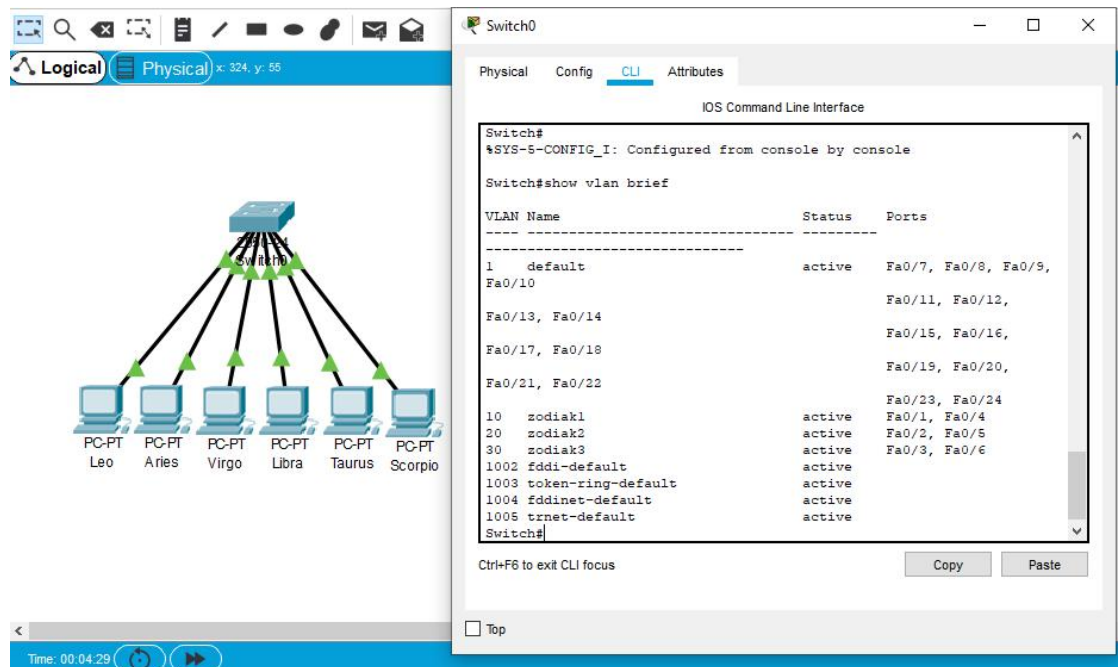 Logical
Physical
x: 324, y: 55
Switch0
PC-PT
Leo
PC-PT
Aries
PC-PT
Virgo
PC-PT
Libra
PC-PT
Taurus
PC-PT
Scorpio
Time: 00:04:29
Switch0
Physical Config CLI Attributes
IOS Command Line Interface
Switch#
%SYS-5-CONFIG_I: Configured from console by console
Switch#show vlan brief
VLAN Name Status Ports
---- -------------------------------- ---------
-------------------------------
1 default active Fa0/7, Fa0/8, Fa0/9,
Fa0/10
Fa0/11, Fa0/12,
Fa0/13, Fa0/14
Fa0/15, Fa0/16,
Fa0/17, Fa0/18
Fa0/19, Fa0/20,
Fa0/21, Fa0/22
Fa0/23, Fa0/24
10 zodiak1 active Fa0/1, Fa0/4
20 zodiak2 active Fa0/2, Fa0/5
30 zodiak3 active Fa0/3, Fa0/6
1002 fddi-default active
1003 token-ring-default active
1004 fddinet-default active
1005 trnet-default active
Switch#
Ctrl+F6 to exit CLI focus
Copy
Paste
Top